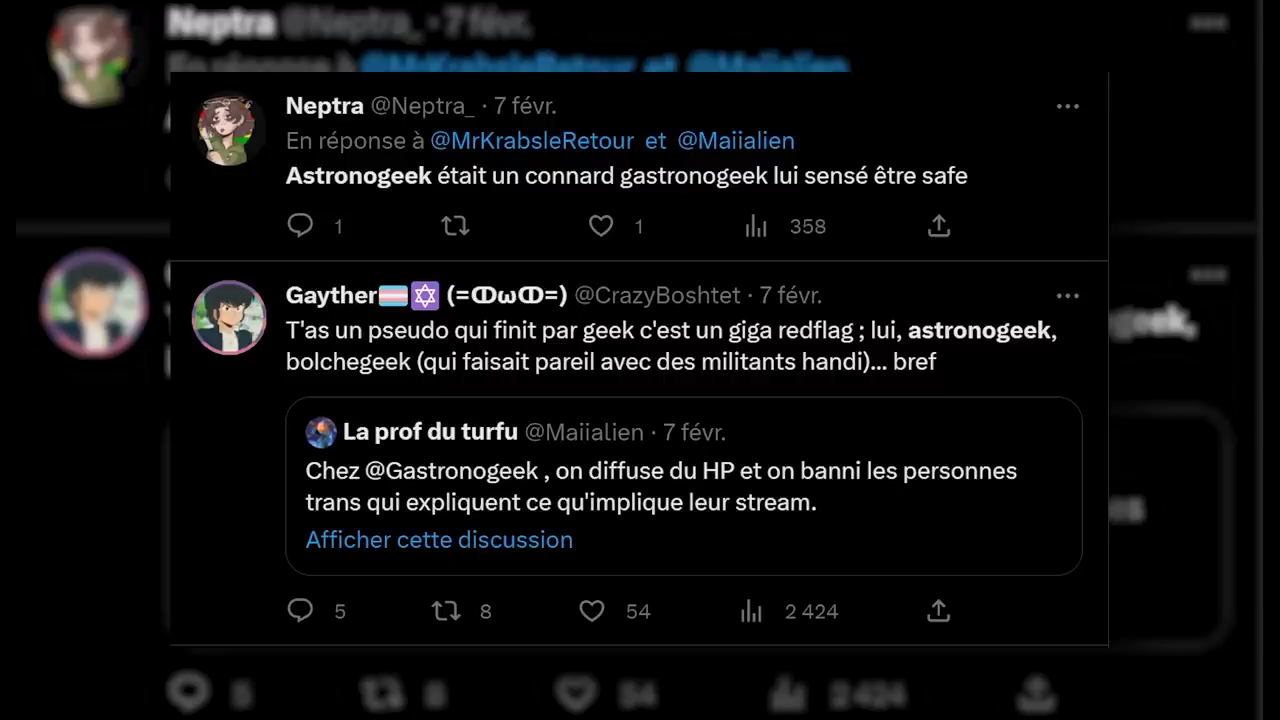 Neptra @Neptra_ · 7 févr.
En réponse à @MrKrabsleRetour et @Maiialien
Neptra @Neptra_ · 7 févr.
En réponse à @MrKrabsleRetour et @Maiialien
Astronogeek était un connard gastronogeek lui sensé être safe
1 1 358
Gayther🏳️‍⚧️🔯 (=ↀωↀ=) @CrazyBoshtet · 7 févr.
T'as un pseudo qui finit par geek c'est un giga redflag ; lui, astronogeek,
bolchegeek (qui faisait pareil avec des militants handi)... bref
La prof du turfu @Maiialien · 7 févr.
Chez @Gastronogeek , on diffuse du HP et on banni les personnes
trans qui expliquent ce qu'implique leur stream.
Afficher cette discussion
5 8 54 2 424
5 8 54 2 424